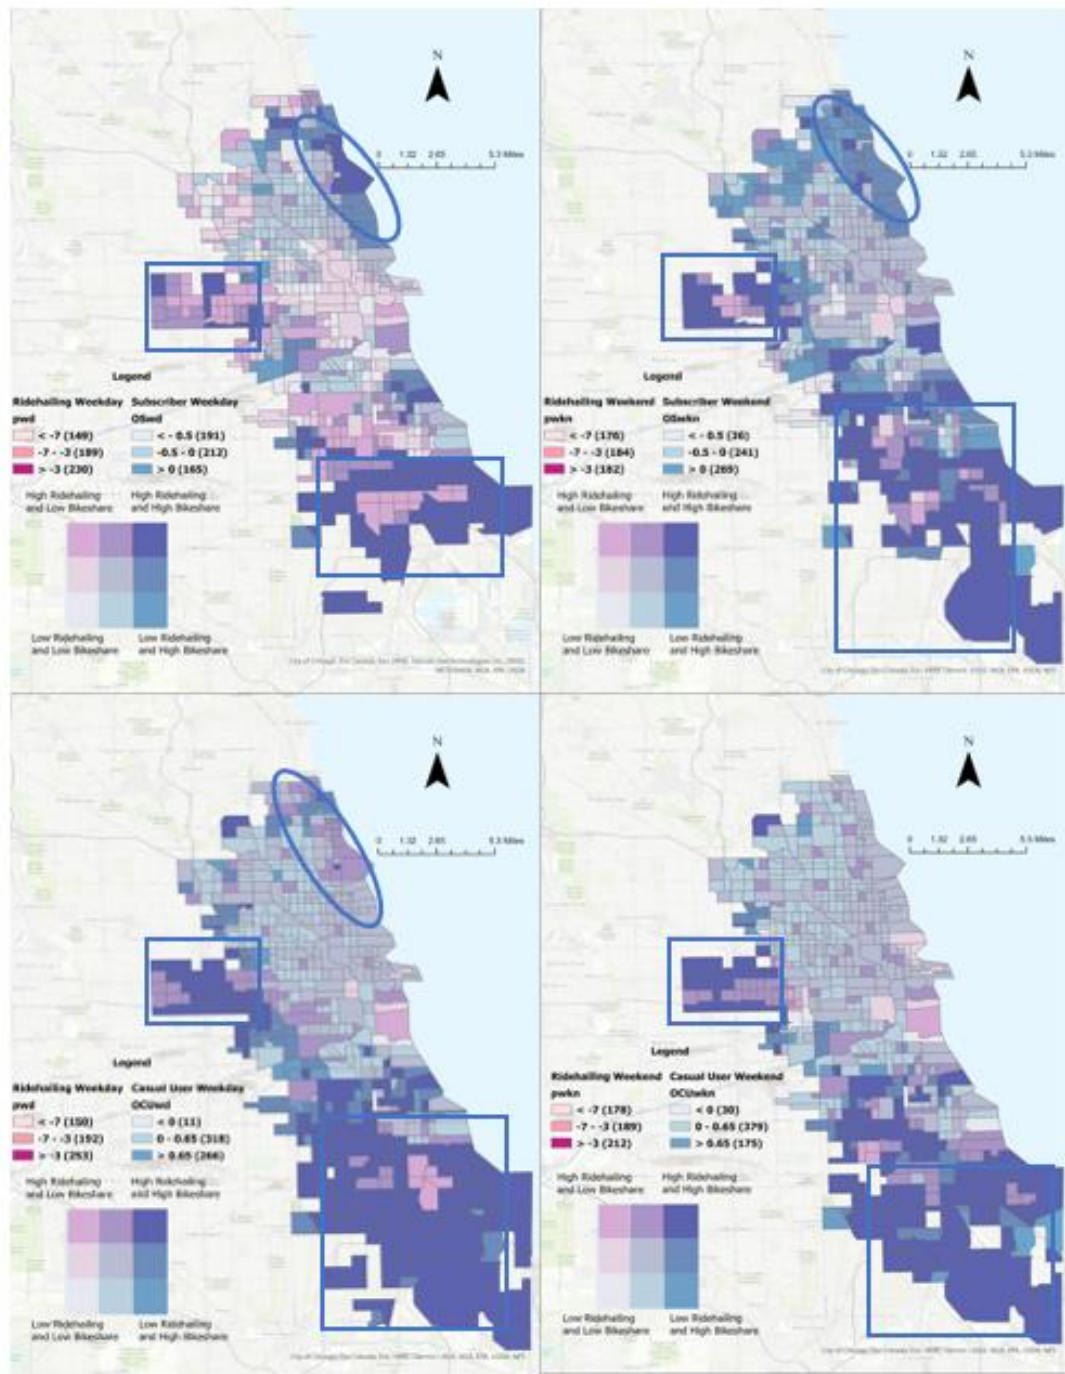 N
0 1.32 2.65 5.3 Miles
Legend
Ridehailing Weekday Subscriber Weekday
pwd OSwd
< -7 (149) < - 0.5 (191)
-7 - -3 (189) -0.5 - 0 (212)
> -3 (230) > 0 (165)
High Ridehailing High Ridehailing
and Low Bikeshare and High Bikeshare
Low Ridehailing Low Ridehailing
and Low Bikeshare and High Bikeshare
N
0 1.32 2.65 5.3 Miles
Legend
Ridehailing Weekend Subscriber Weekend
pwkn OSwkn
< -7 (176) < - 0.5 (36)
-7 - -3 (184) -0.5 - 0 (241)
> -3 (182) > 0 (265)
High Ridehailing High Ridehailing
and Low Bikeshare and High Bikeshare
Low Ridehailing Low Ridehailing
and Low Bikeshare and High Bikeshare
N
0 1.32 2.65 5.3 Miles
Legend
Ridehailing Weekday Casual User Weekday
pwd OCUwd
< -7 (150) < 0 (11)
-7 - -3 (192) 0 - 0.65 (318)
> -3 (253) > 0.65 (266)
High Ridehailing High Ridehailing
and Low Bikeshare and High Bikeshare
Low Ridehailing Low Ridehailing
and Low Bikeshare and High Bikeshare
N
0 1.32 2.65 5.3 Miles
Legend
Ridehailing Weekend Casual User Weekend
pwkn OCUwkn
< -7 (178) < 0 (30)
-7 - -3 (189) 0 - 0.65 (379)
> -3 (212) > 0.65 (175)
High Ridehailing High Ridehailing
and Low Bikeshare and High Bikeshare
Low Ridehailing Low Ridehailing
and Low Bikeshare and High Bikeshare